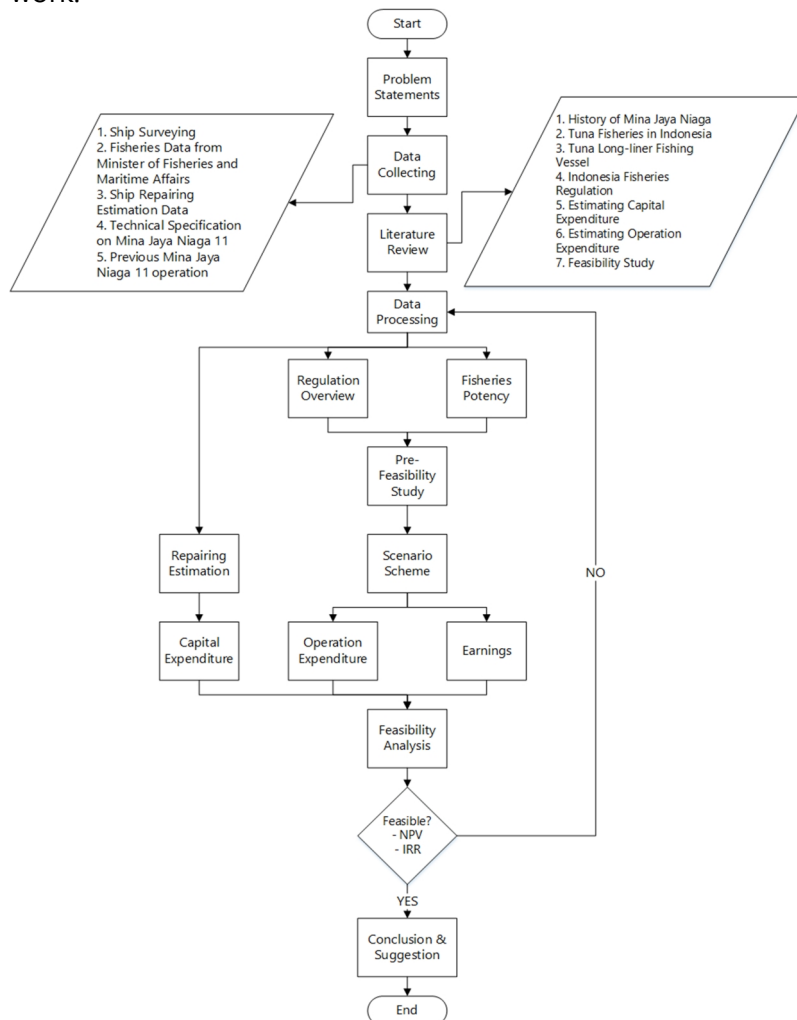 work.
Start
Problem
Statements
1. Ship Surveying
2. Fisheries Data from
Minister of Fisheries and
Maritime Affairs
3. Ship Repairing
Estimation Data
4. Technical Specification
on Mina Jaya Niaga 11
5. Previous Mina Jaya
Niaga 11 operation
Data
Collecting
1. History of Mina Jaya Niaga
2. Tuna Fisheries in Indonesia
3. Tuna Long-liner Fishing
Vessel
4. Indonesia Fisheries
Regulation
5. Estimating Capital
Expenditure
6. Estimating Operation
Expenditure
7. Feasibility Study
Literature
Review
Data
Processing
Regulation
Overview
Fisheries
Potency
Pre-
Feasibility
Study
Repairing
Estimation
Scenario
Scheme
NO
Capital
Expenditure
Operation
Expenditure
Earnings
Feasibility
Analysis
Feasible?
- NPV
- IRR
YES
Conclusion &
Suggestion
End